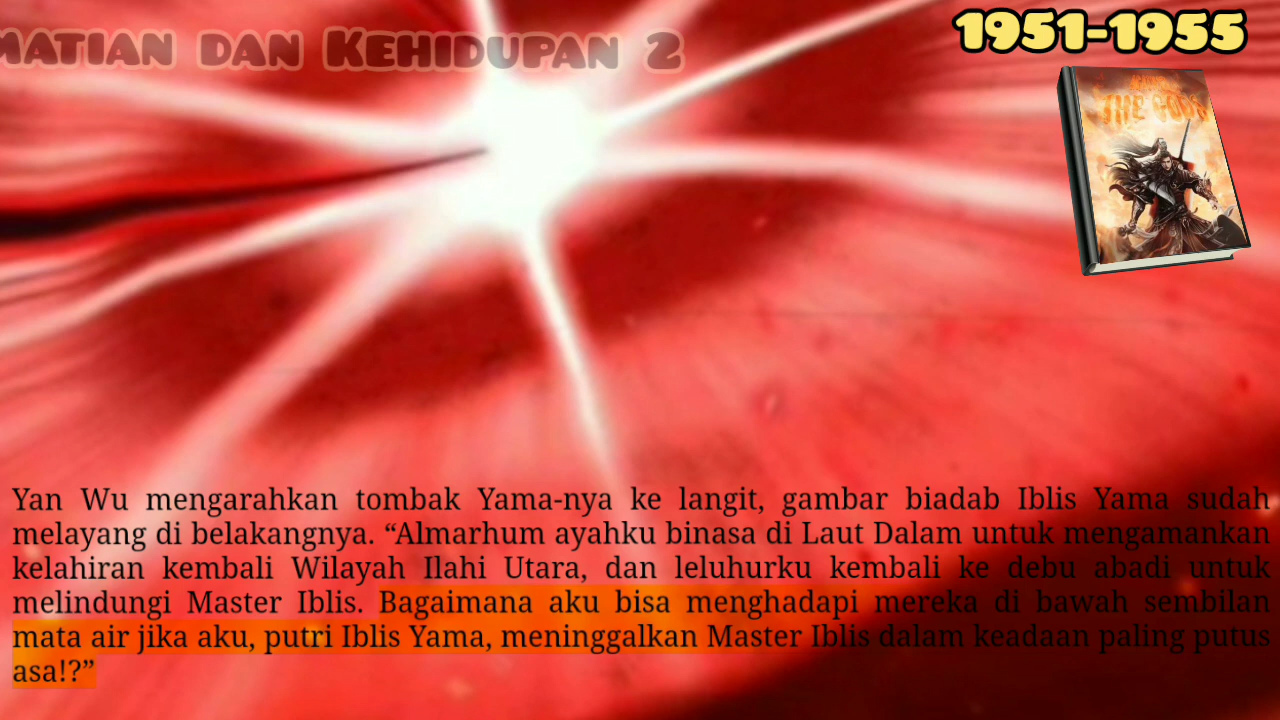 MATIAN DAN KEHIDUPAN 2
1951-1955
THE GODS
Yan Wu mengarahkan tombak Yama-nya ke langit, gambar biadab Iblis Yama sudah
melayang di belakangnya. “Almarhum ayahku binasa di Laut Dalam untuk mengamankan
kelahiran kembali Wilayah Ilahi Utara, dan leluhurku kembali ke debu abadi untuk
melindungi Master Iblis. Bagaimana aku bisa menghadapi mereka di bawah sembilan
mata air jika aku, putri Iblis Yama, meninggalkan Master Iblis dalam keadaan paling putus
asa!?”